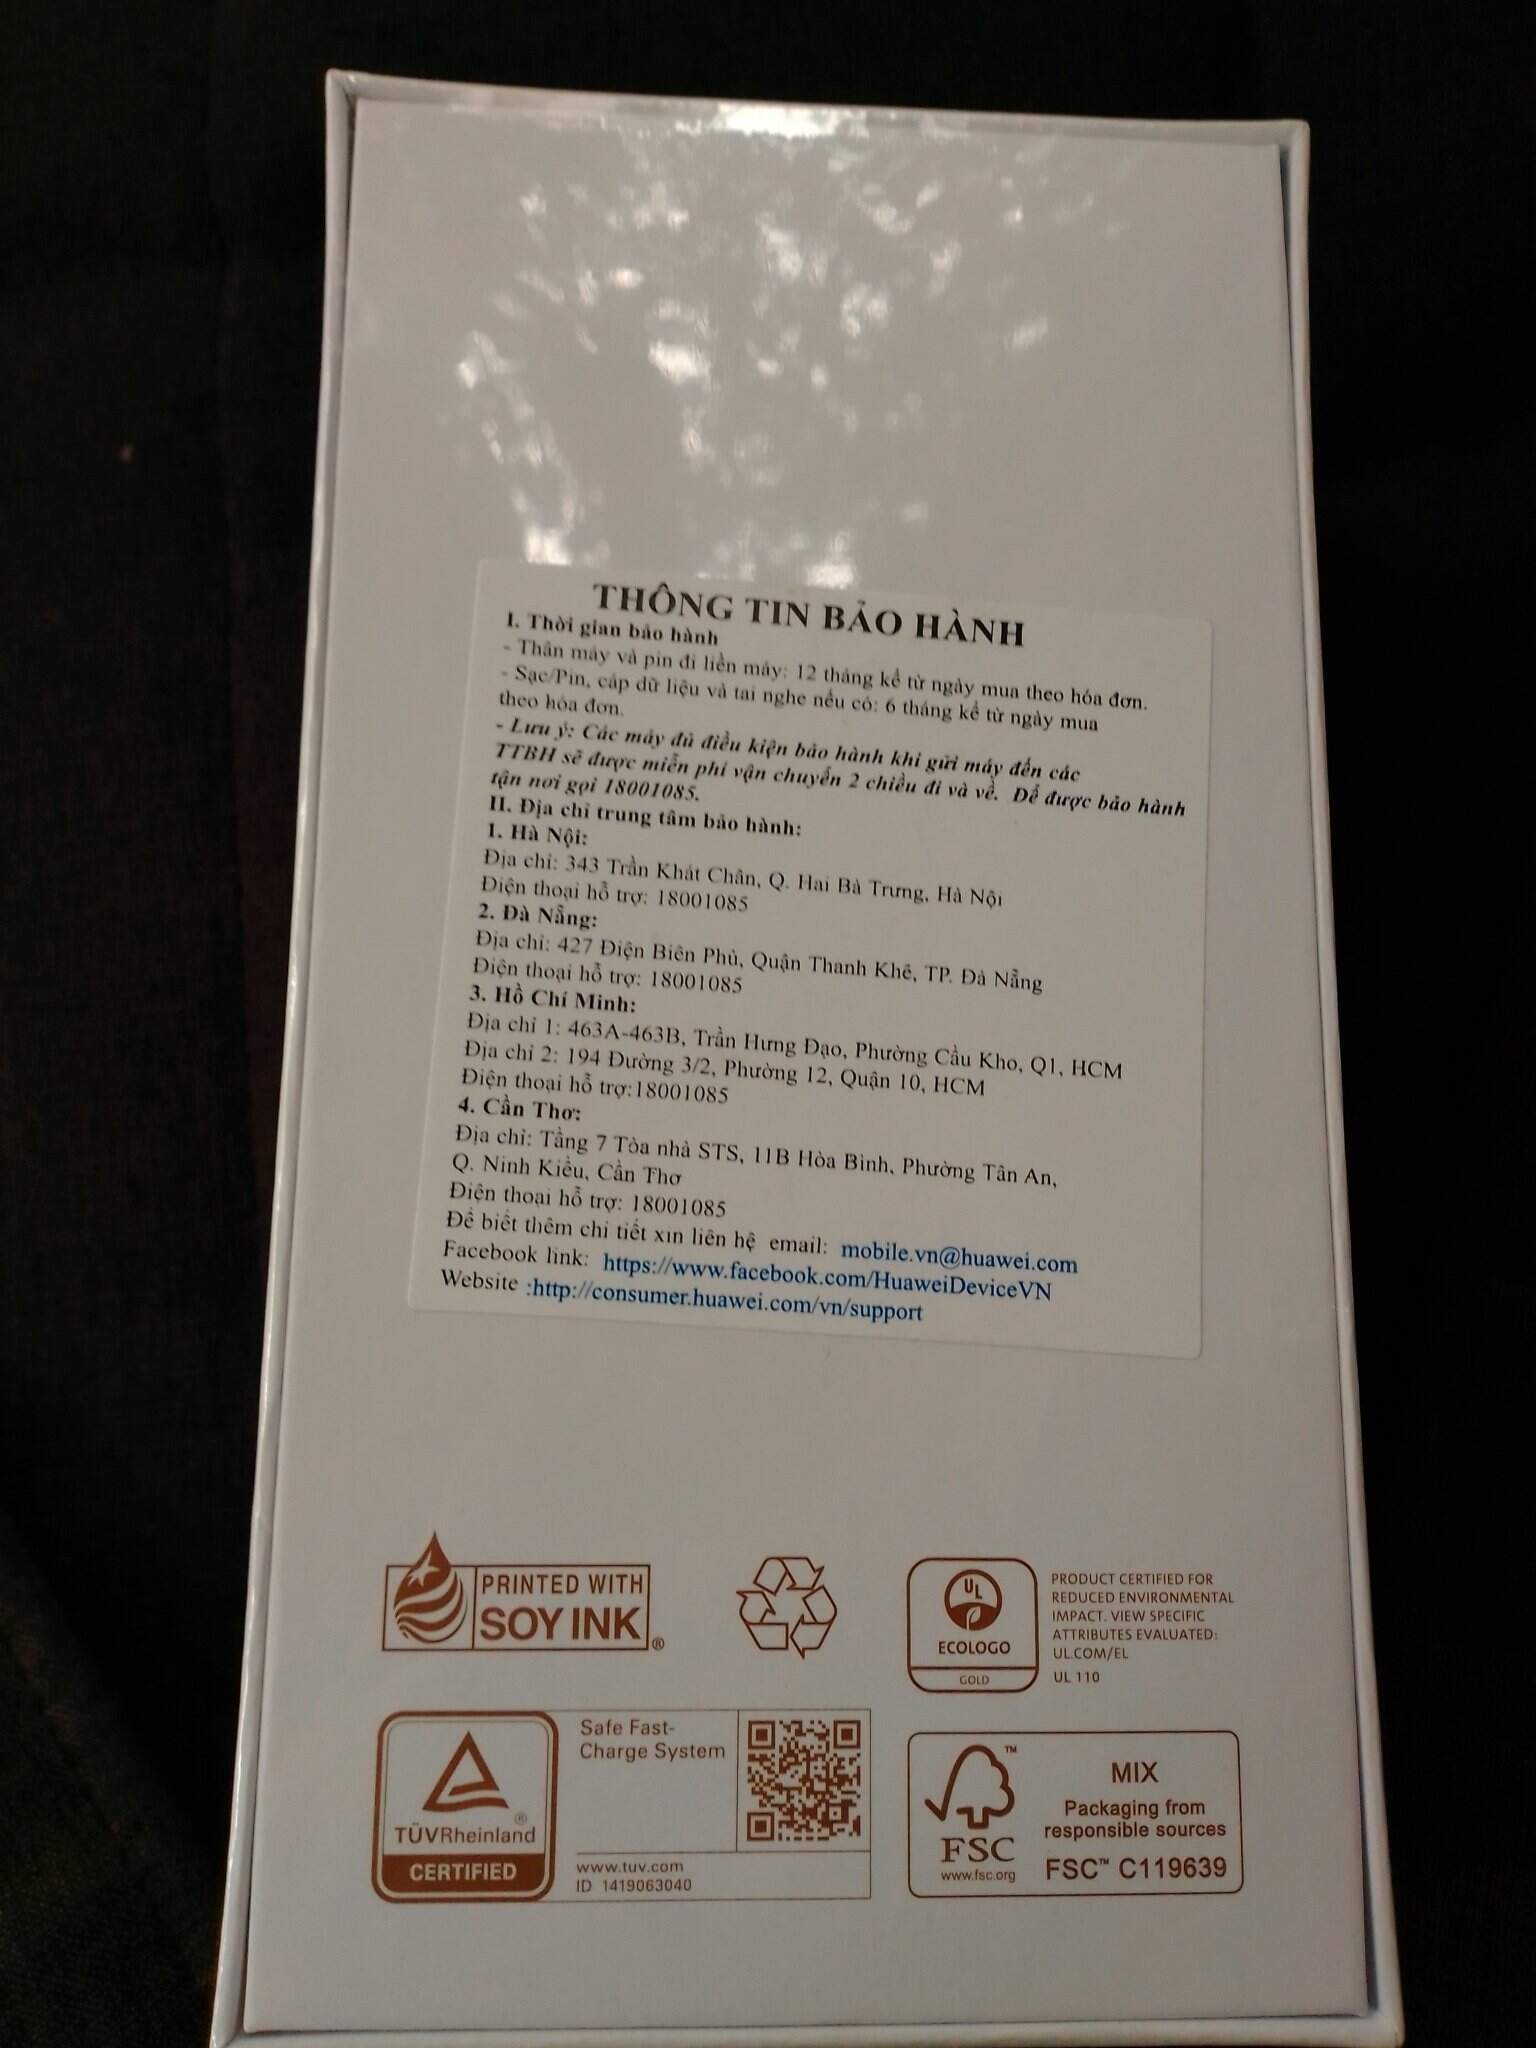 THÔNG TIN BẢO HÀNH
I. Thời gian bảo hành
- Thân máy và pin đi liền máy: 12 tháng kể từ ngày mua theo hóa đơn.
- Sạc/Pin, cáp dữ liệu và tai nghe nếu có: 6 tháng kể từ ngày mua
theo hóa đơn.
- Lưu ý: Các máy đủ điều kiện bảo hành khi gửi máy đến các
TTBH sẽ được miễn phí vận chuyển 2 chiều đi và về. Để được bảo hành
tận nơi gọi 18001085.
II. Địa chỉ trung tâm bảo hành:
1. Hà Nội:
Địa chỉ: 343 Trần Khát Chân, Q. Hai Bà Trưng, Hà Nội
Điện thoại hỗ trợ: 18001085
2. Đà Nẵng:
Địa chỉ: 427 Điện Biên Phủ, Quận Thanh Khê, TP. Đà Nẵng
Điện thoại hỗ trợ: 18001085
3. Hồ Chí Minh:
Địa chỉ 1: 463A-463B, Trần Hưng Đạo, Phường Cầu Kho, Q1, HCM
Địa chỉ 2: 194 Đường 3/2, Phường 12, Quận 10, HCM
Điện thoại hỗ trợ:18001085
4. Cần Thơ:
Địa chỉ: Tầng 7 Tòa nhà STS, 11B Hòa Bình, Phường Tân An,
Q. Ninh Kiều, Cần Thơ
Điện thoại hỗ trợ: 18001085
Để biết thêm chi tiết xin liên hệ email: mobile.vn@huawei.com
Facebook link: https://www.facebook.com/HuaweiDeviceVN
Website :http://consumer.huawei.com/vn/support
PRINTED WITH
SOY INK®
UL
ECOLOGO
GOLD
PRODUCT CERTIFIED FOR
REDUCED ENVIRONMENTAL
IMPACT. VIEW SPECIFIC
ATTRIBUTES EVALUATED:
UL.COM/EL
UL 110
®
TÜVRheinland
CERTIFIED
Safe Fast-
Charge System
www.tuv.com
ID 1419063040
™
FSC
www.fsc.org
MIX
Packaging from
responsible sources
FSC™ C119639